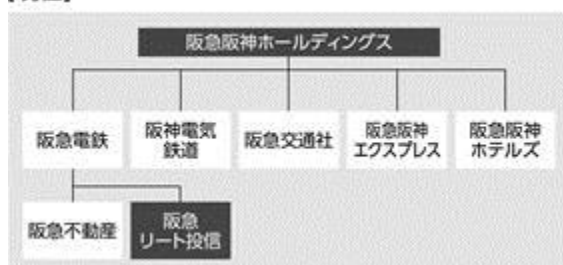 阪急阪神ホールディングス
阪急電鉄
阪神電気
鉄道
阪急交通社
阪急阪神
エクスプレス
阪急阪神
ホテルズ
阪急不動産
阪急
リート投信